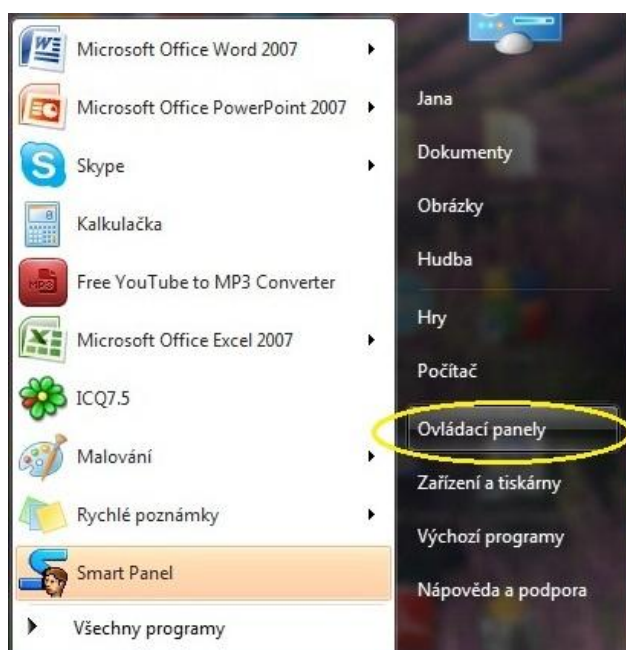 Microsoft Office Word 2007
Microsoft Office PowerPoint 2007
Skype
Kalkulačka
Free YouTube to MP3 Converter
Microsoft Office Excel 2007
ICQ7.5
Malování
Rychlé poznámky
Smart Panel
Všechny programy
Jana
Dokumenty
Obrázky
Hudba
Hry
Počítač
Ovládací panely
Zařízení a tiskárny
Výchozí programy
Nápověda a podpora